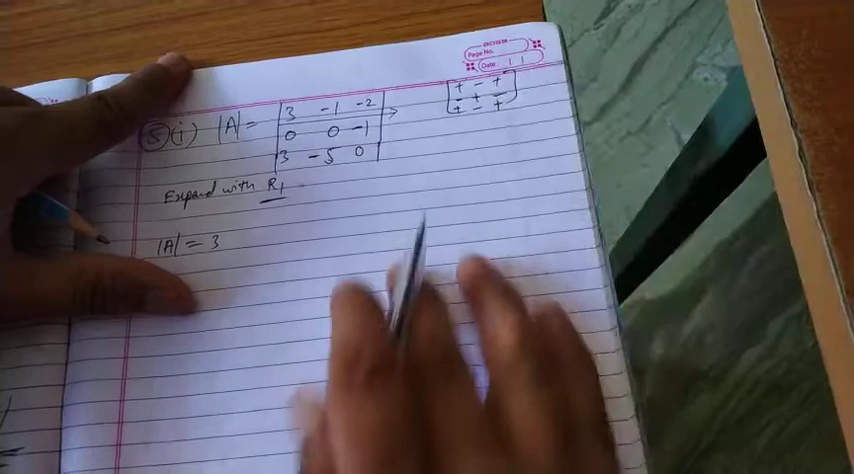 Page No.
Date
+ - +
- + -
+ - +
5 (i) |A| = | 3 -1 -2 |
| 0 0 -1 |
| 3 -5 0 |
Expand with R1
|A| = 3